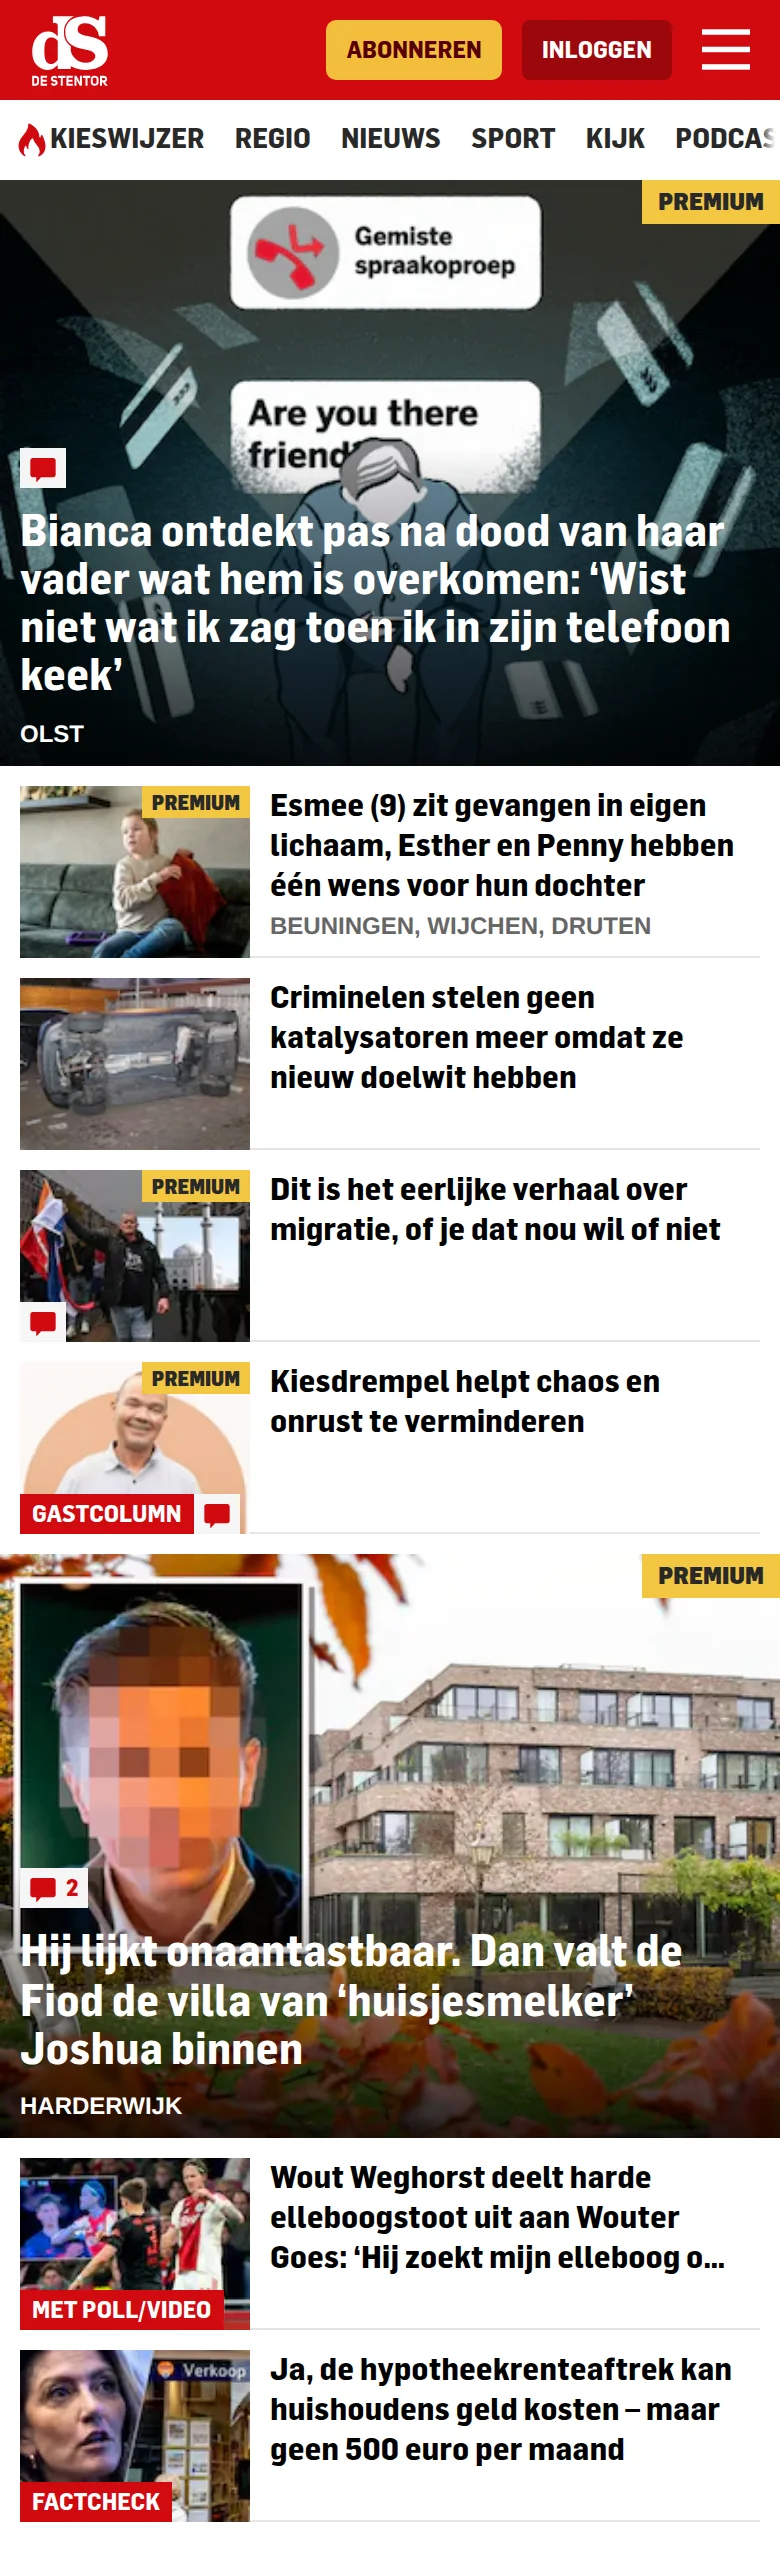 dS
DE STENTOR
ABONNEREN
INLOGGEN
KIESWIJZER REGIO NIEUWS SPORT KIJK PODCAS
PREMIUM
Gemiste
spraakoproep
Are you there
friend?
Bianca ontdekt pas na dood van haar
vader wat hem is overkomen: ‘Wist
niet wat ik zag toen ik in zijn telefoon
keek’
OLST
PREMIUM
Esmee (9) zit gevangen in eigen
lichaam, Esther en Penny hebben
één wens voor hun dochter
BEUNINGEN, WIJCHEN, DRUTEN
Criminelen stelen geen
katalysatoren meer omdat ze
nieuw doelwit hebben
PREMIUM
Dit is het eerlijke verhaal over
migratie, of je dat nou wil of niet
PREMIUM
GASTCOLUMN
Kiesdrempel helpt chaos en
onrust te verminderen
PREMIUM
2
Hij lijkt onaantastbaar. Dan valt de
Fiod de villa van ‘huisjesmelker’
Joshua binnen
HARDERWIJK
MET POLL/VIDEO
Wout Weghorst deelt harde
elleboogstoot uit aan Wouter
Goes: ‘Hij zoekt mijn elleboog o...
Verkoop
FACTCHECK
Ja, de hypotheekrenteaftrek kan
huishoudens geld kosten – maar
geen 500 euro per maand